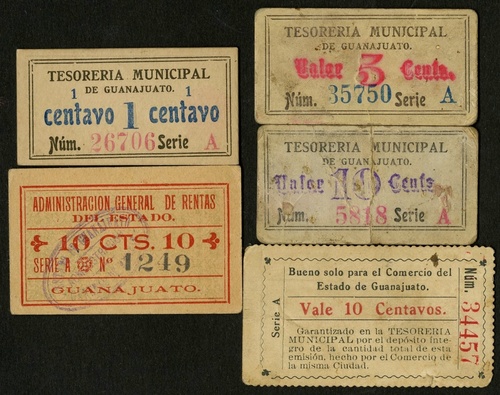 TESORERIA MUNICIPAL
DE GUANAJUATO.
1 1
centavo 1 centavo
Núm. 26706 Serie A
ADMINISTRACION GENERAL DE RENTAS
DEL ESTADO.
10 CTS. 10
SERIE A Nº 1249
GUANAJUATO.
TESORERIA MUNICIPAL
DE GUANAJUATO.
Valor 5 Cents.
Núm. 35750 Serie A
TESORERIA MUNICIPAL
DE GUANAJUATO.
Valor 10 Cents
Núm. 5818 Serie A
Bueno solo para el Comercio del
Estado de Guanajuato.
Vale 10 Centavos.
Garantizado en la TESORERIA
MUNICIPAL por el depósito ínte-
gro de la cantidad total de esta
emisión, hecho por el Comercio de
la misma Ciudad.
Serie A
Núm. 34457